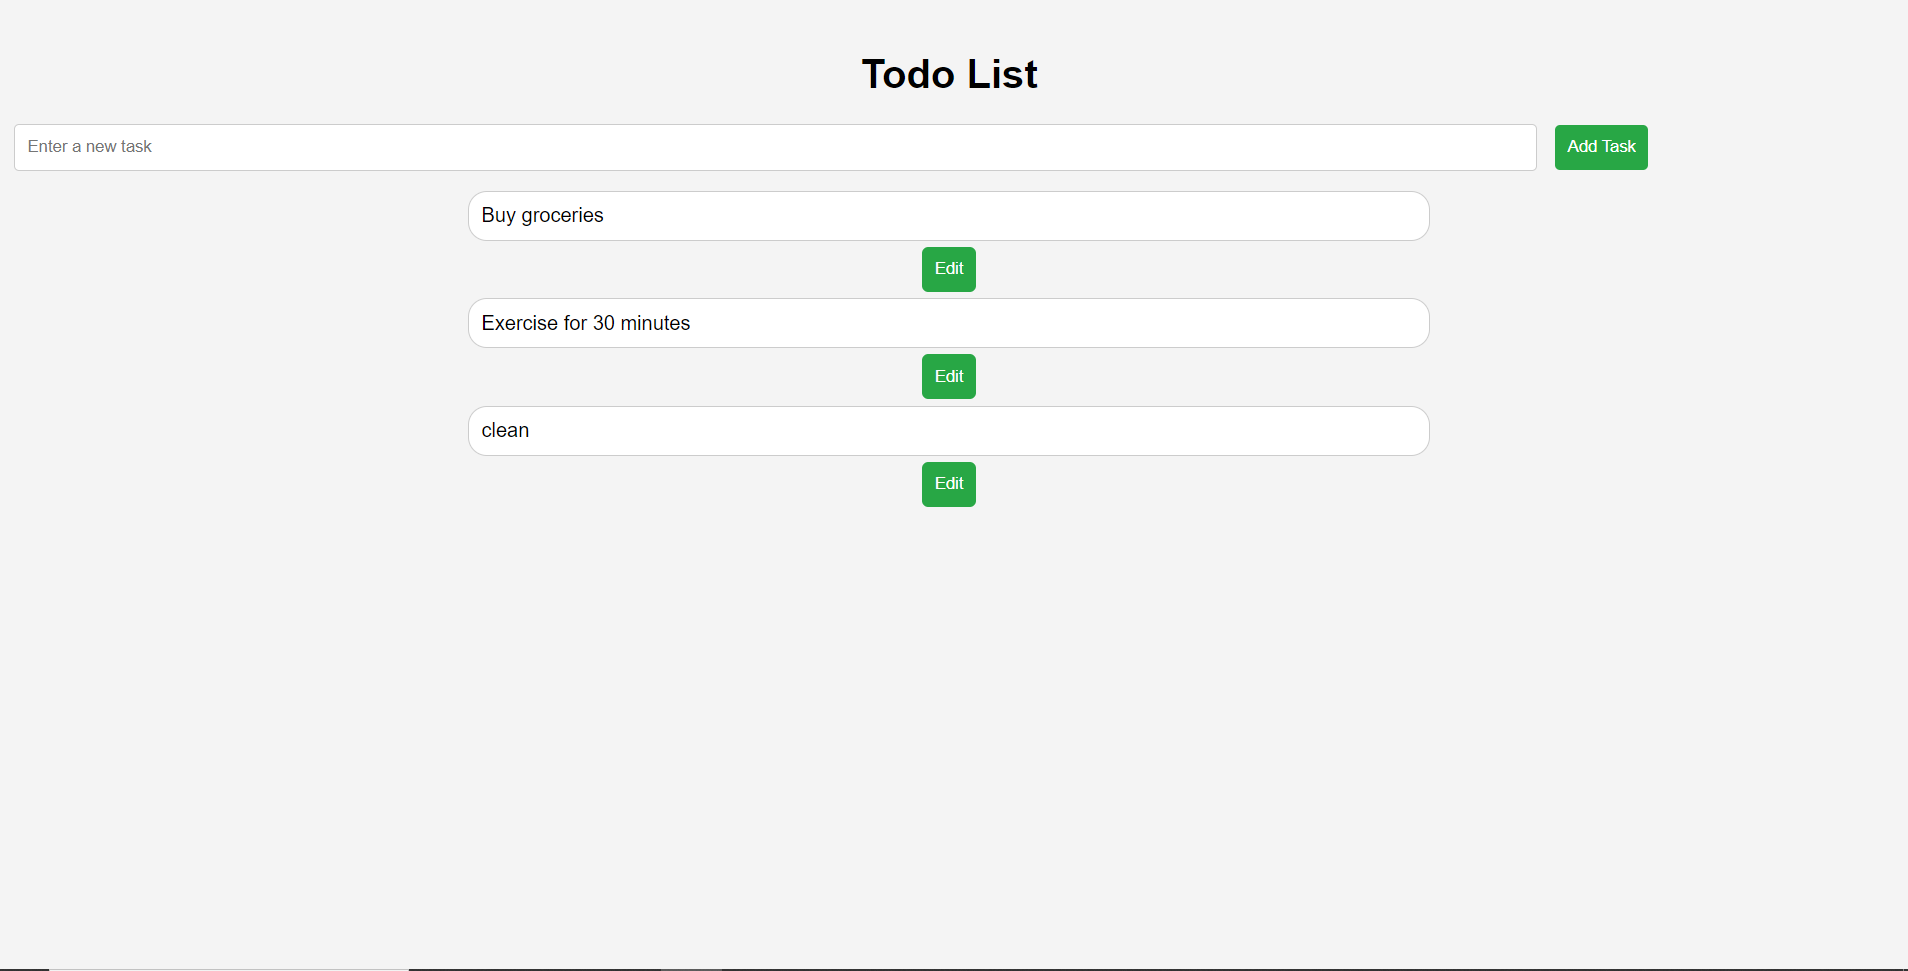 Todo List
Enter a new task
Add Task
Buy groceries
Edit
Exercise for 30 minutes
Edit
clean
Edit